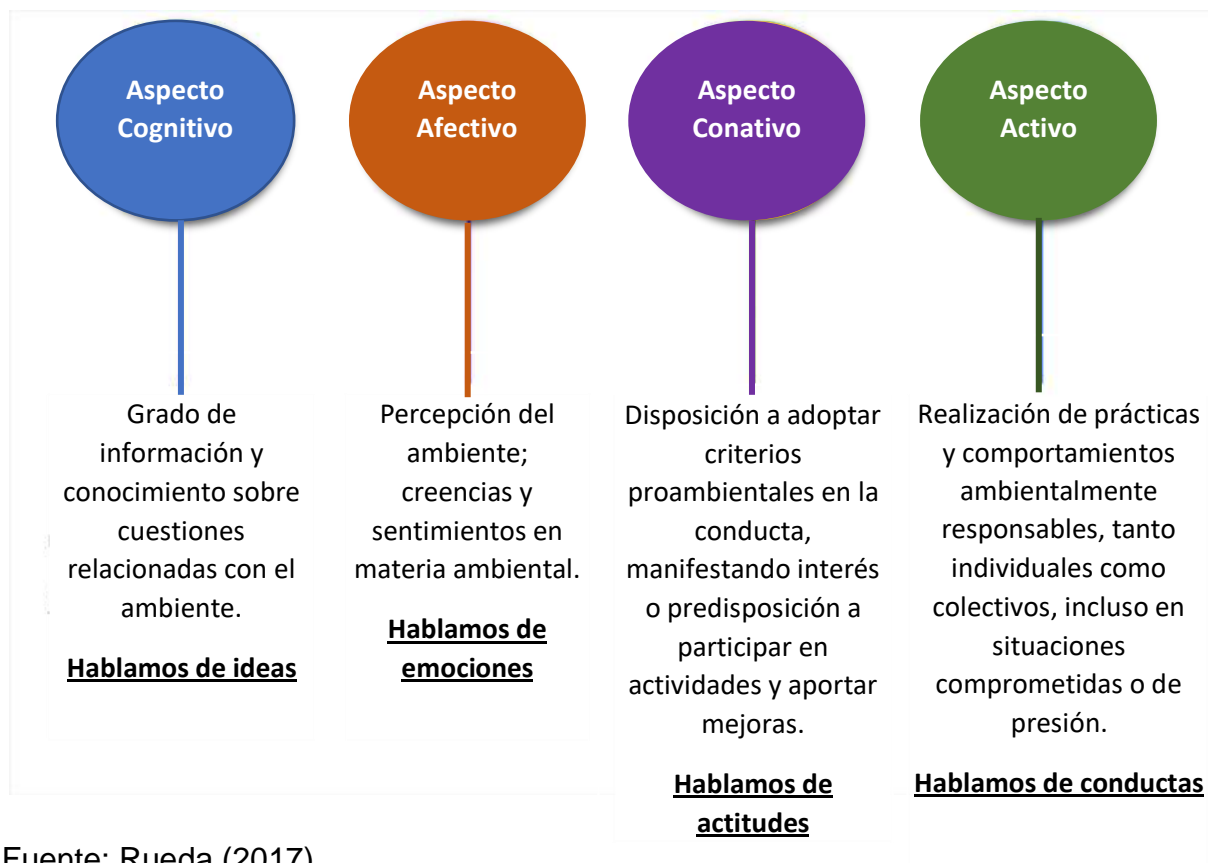 Aspecto
Cognitivo
Aspecto
Afectivo
Aspecto
Conativo
Aspecto
Activo
Grado de
información y
conocimiento sobre
cuestiones
relacionadas con el
ambiente.
Hablamos de ideas
Percepción del
ambiente;
creencias y
sentimientos en
materia ambiental.
Hablamos de
emociones
Disposición a adoptar
criterios
proambientales en la
conducta,
manifestando interés
o predisposición a
participar en
actividades y aportar
mejoras.
Hablamos de
actitudes
Realización de prácticas
y comportamientos
ambientalmente
responsables, tanto
individuales como
colectivos, incluso en
situaciones
comprometidas o de
presión.
Hablamos de conductas
Fuente: Rueda (2017)